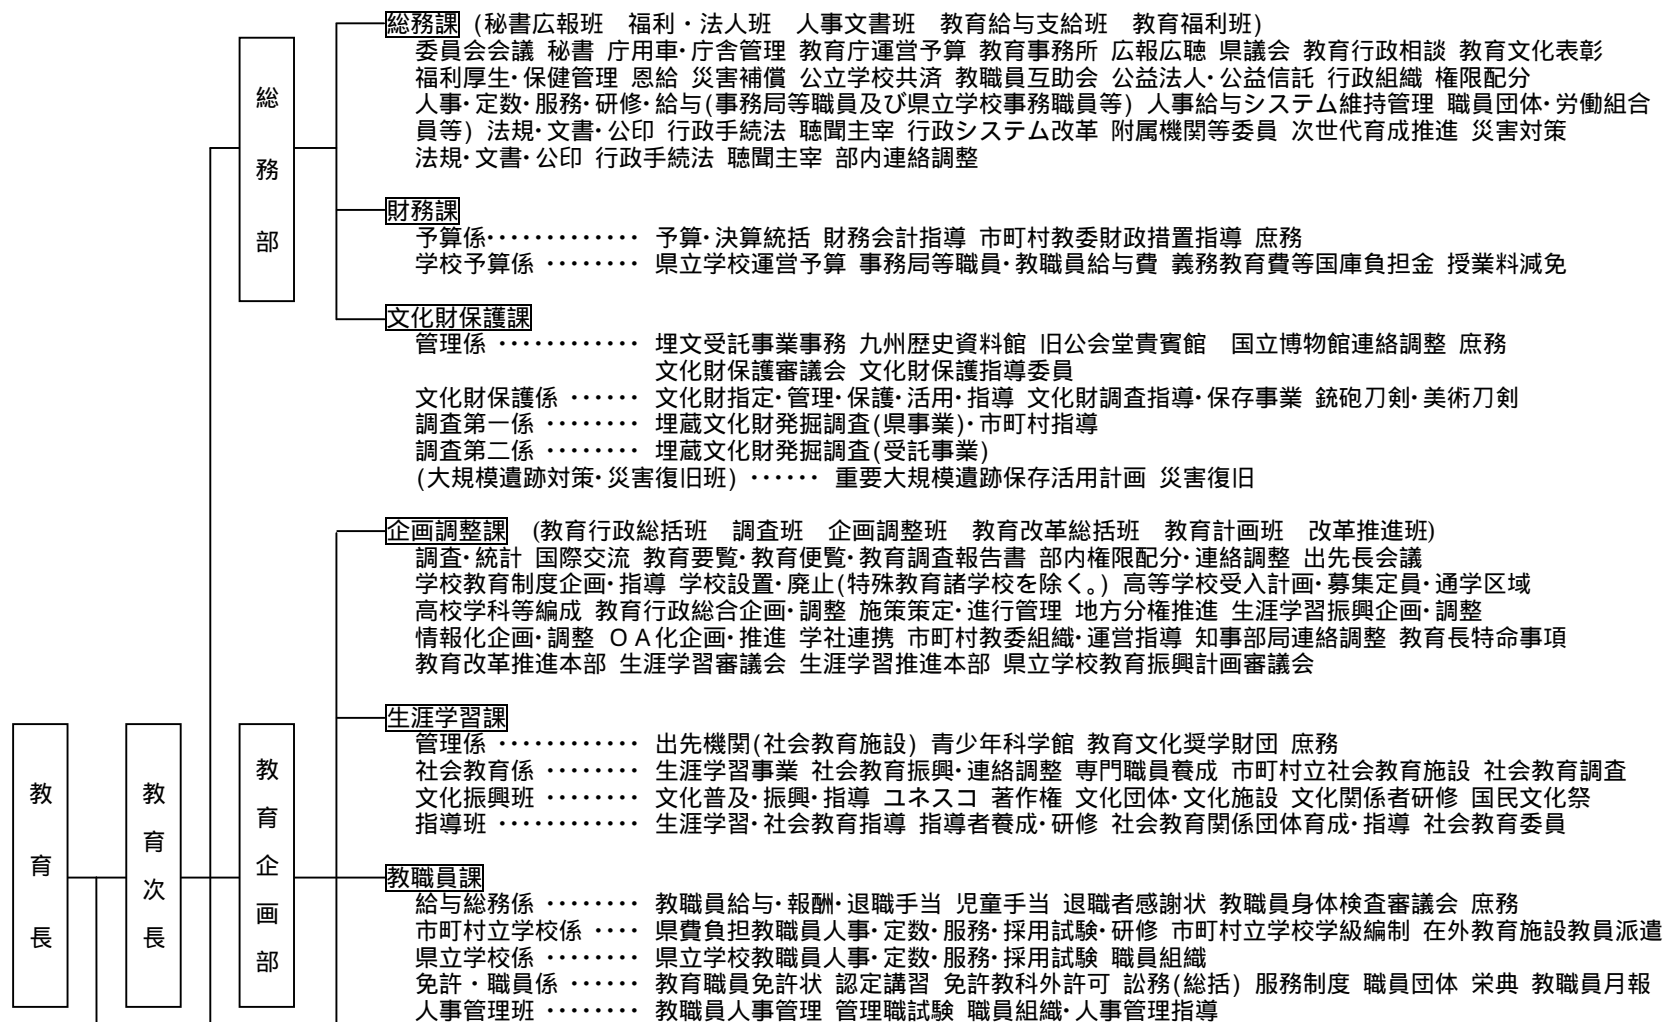 総務部
総務課 (秘書広報班　福利・法人班　人事文書班　教育給与支給班　教育福利班)
委員会会議 秘書 庁用車・庁舎管理 教育庁運営予算 教育事務所 広報広聴 県議会 教育行政相談 教育文化表彰
福利厚生・保健管理 恩給 災害補償 公立学校共済 教職員互助会 公益法人・公益信託 行政組織 権限配分
人事・定数・服務・研修・給与(事務局等職員及び県立学校事務職員等) 人事給与システム維持管理 職員団体・労働組合
員等) 法規・文書・公印 行政手続法 聴聞主宰 行政システム改革 附属機関等委員 次世代育成推進 災害対策
法規・文書・公印 行政手続法 聴聞主宰 部内連絡調整
財務課
予算係・・・・・・・・・・・・・ 予算・決算統括 財務会計指導 市町村教委財政措置指導 庶務
学校予算係 ・・・・・・・・ 県立学校運営予算 事務局等職員・教職員給与費 義務教育費等国庫負担金 授業料減免
文化財保護課
管理係 ・・・・・・・・・・・・ 埋文受託事業事務 九州歴史資料館 旧公会堂貴賓館　国立博物館連絡調整 庶務
文化財保護審議会 文化財保護指導委員
文化財保護係 ・・・・・・ 文化財指定・管理・保護・活用・指導 文化財調査指導・保存事業 銃砲刀剣・美術刀剣
調査第一係 ・・・・・・・・ 埋蔵文化財発掘調査(県事業)・市町村指導
調査第二係 ・・・・・・・・ 埋蔵文化財発掘調査(受託事業)
(大規模遺跡対策・災害復旧班) ・・・・・・ 重要大規模遺跡保存活用計画 災害復旧
教育長
教育次長
教育企画部
企画調整課　(教育行政総括班　調査班　企画調整班　教育改革総括班　教育計画班　改革推進班)
調査・統計 国際交流 教育要覧・教育便覧・教育調査報告書 部内権限配分・連絡調整 出先長会議
学校教育制度企画・指導 学校設置・廃止(特殊教育諸学校を除く。) 高等学校受入計画・募集定員・通学区域
高校学科等編成 教育行政総合企画・調整 施策策定・進行管理 地方分権推進 生涯学習振興企画・調整
情報化企画・調整 ＯＡ化企画・推進 学社連携 市町村教委組織・運営指導 知事部局連絡調整 教育長特命事項
教育改革推進本部 生涯学習審議会 生涯学習推進本部 県立学校教育振興計画審議会
生涯学習課
管理係 ・・・・・・・・・・・・ 出先機関(社会教育施設) 青少年科学館 教育文化奨学財団 庶務
社会教育係 ・・・・・・・・ 生涯学習事業 社会教育振興・連絡調整 専門職員養成 市町村立社会教育施設 社会教育調査
文化振興班 ・・・・・・・・ 文化普及・振興・指導 ユネスコ 著作権 文化団体・文化施設 文化関係者研修 国民文化祭
指導班 ・・・・・・・・・・・・ 生涯学習・社会教育指導 指導者養成・研修 社会教育関係団体育成・指導 社会教育委員
教職員課
給与総務係 ・・・・・・・・ 教職員給与・報酬・退職手当 児童手当 退職者感謝状 教職員身体検査審議会 庶務
市町村立学校係 ・・・・ 県費負担教職員人事・定数・服務・採用試験・研修 市町村立学校学級編制 在外教育施設教員派遣
県立学校係 ・・・・・・・・ 県立学校教職員人事・定数・服務・採用試験 職員組織
免許・職員係 ・・・・・・ 教育職員免許状 認定講習 免許教科外許可 訟務(総括) 服務制度 職員団体 栄典 教職員月報
人事管理班 ・・・・・・・・ 教職員人事管理 管理職試験 職員組織・人事管理指導